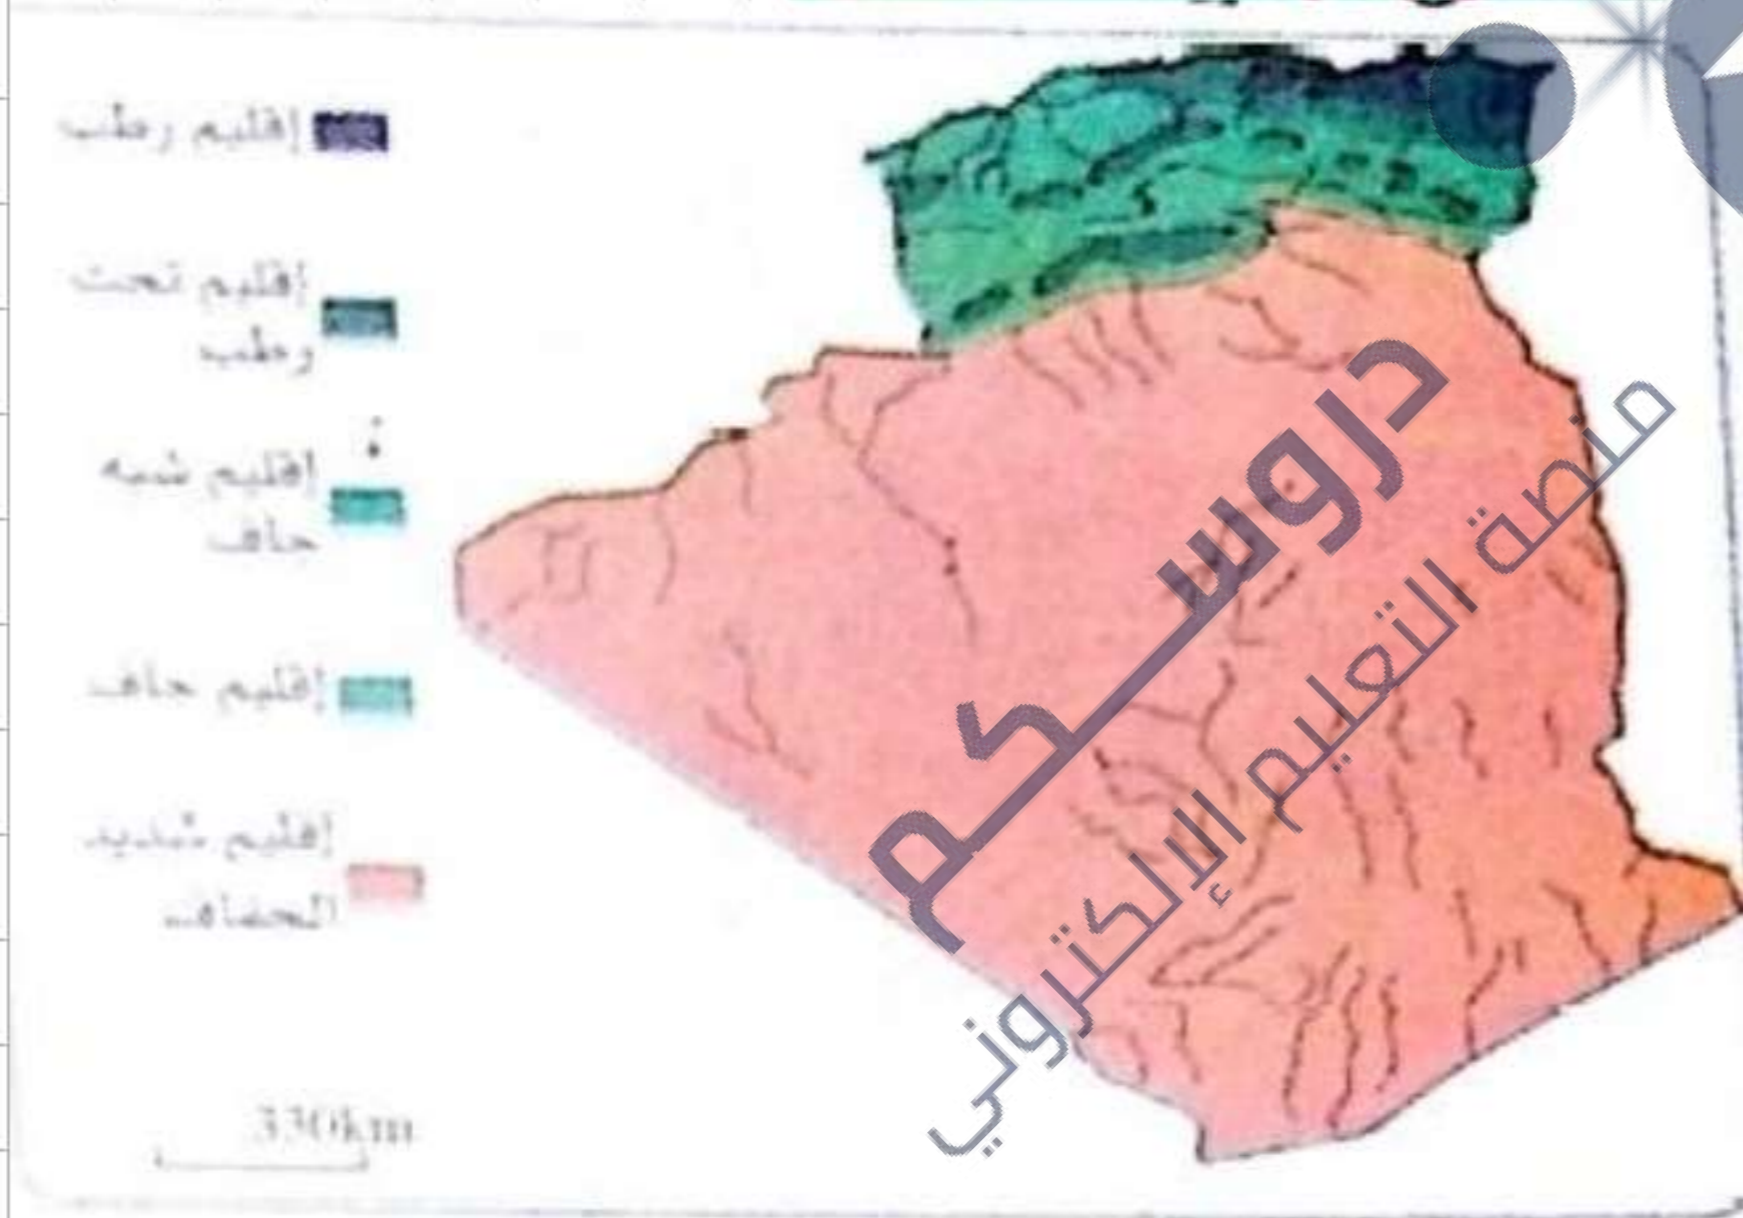 إقليم رطب
إقليم تحت
رطب
إقليم شبه
جاف
إقليم جاف
إقليم شديد
الجفاف
330km
دروسكم
منصة التعليم الإلكتروني